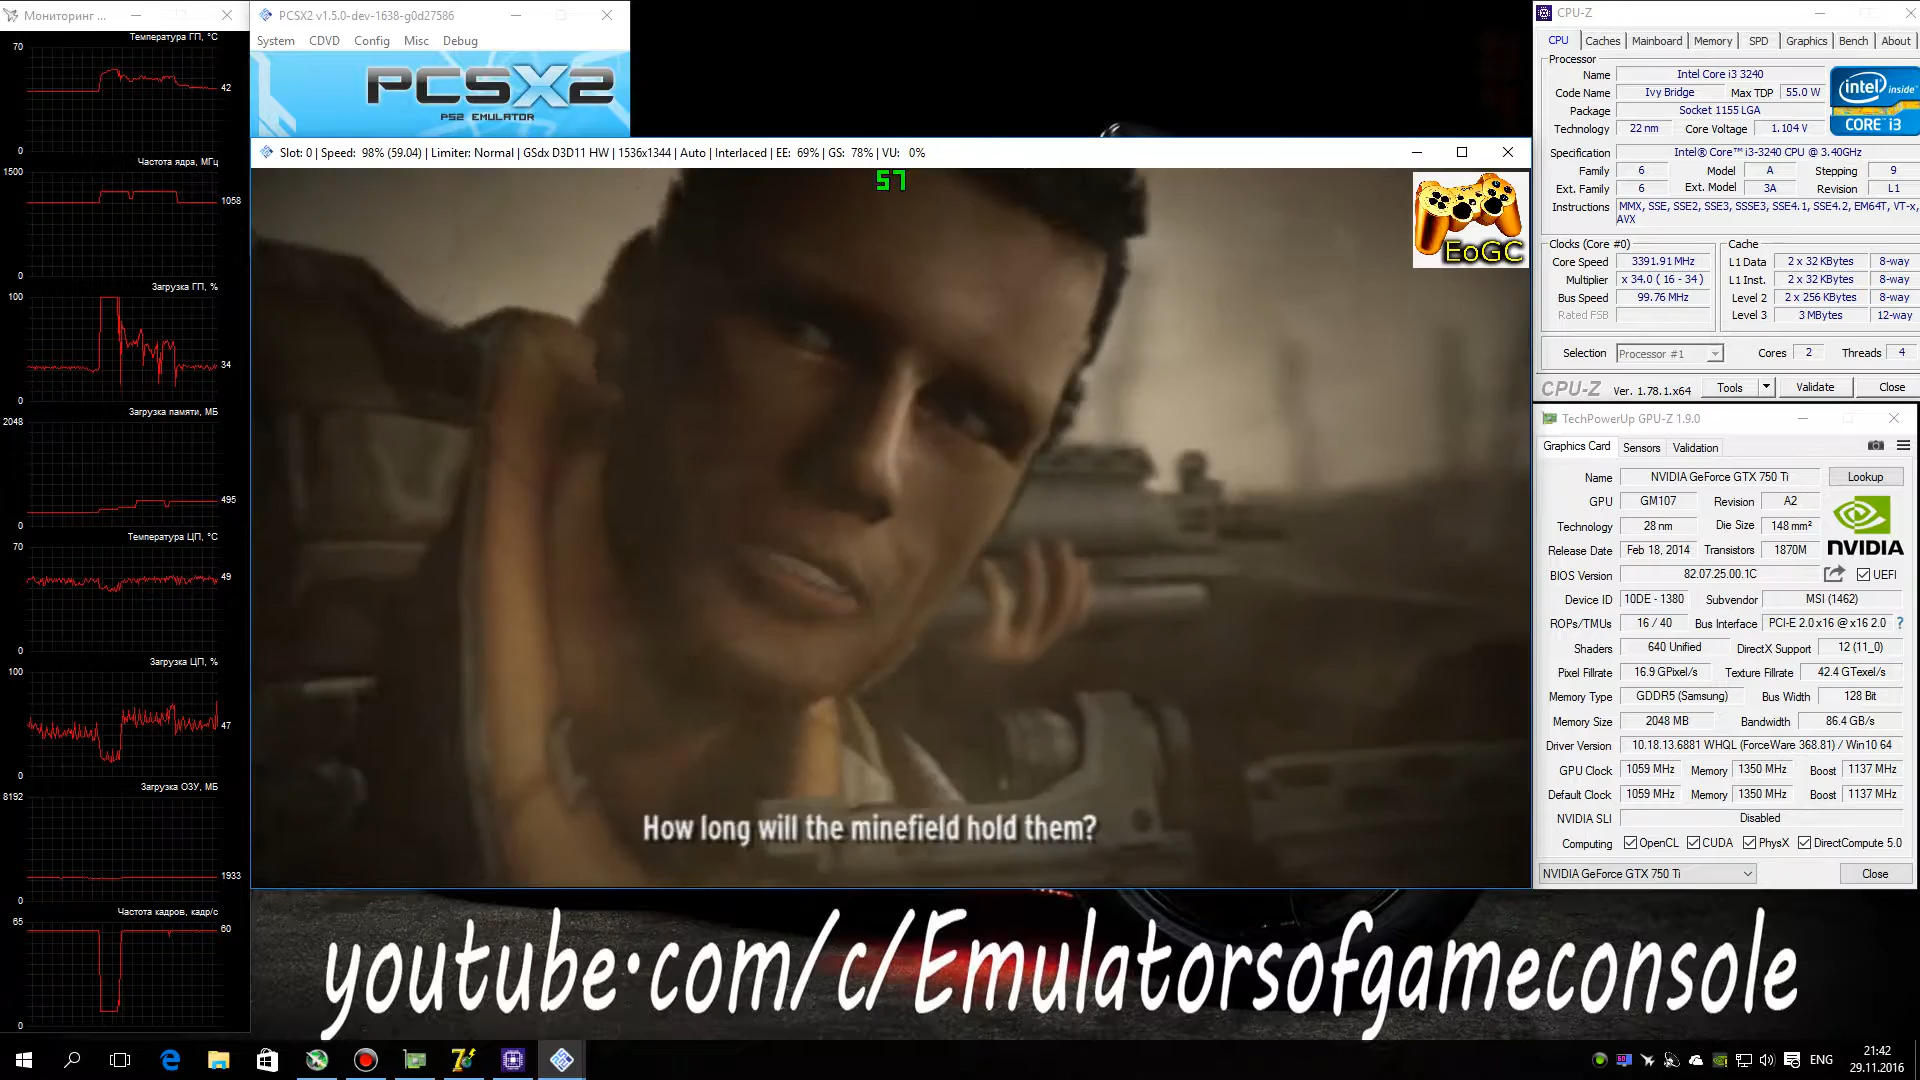 Мониторинг ...
Температура ГП, °C
70
42
0
Частота ядра, МГц
1500
1058
0
Загрузка ГП, %
100
34
0
Загрузка памяти, МБ
2048
495
0
Температура ЦП, °C
70
49
0
Загрузка ЦП, %
100
47
0
Загрузка ОЗУ, МБ
8192
1933
0
Частота кадров, кадр/с
65
60
0
PCSX2 v1.5.0-dev-1638-g0d27586
System CDVD Config Misc Debug
PCSX2
PS2 EMULATOR
Slot: 0 | Speed: 98% (59.04) | Limiter: Normal | GSdx D3D11 HW | 1536x1344 | Auto | Interlaced | EE: 69% | GS: 78% | VU: 0%
57
EoGC
How long will the minefield hold them?
CPU-Z
CPU Caches Mainboard Memory SPD Graphics Bench About
Processor
Name Intel Core i3 3240
Code Name Ivy Bridge Max TDP 55.0 W
Package Socket 1155 LGA
Technology 22 nm Core Voltage 1.104 V
intel inside™
CORE™ i3
Specification Intel® Core™ i3-3240 CPU @ 3.40GHz
Family 6 Model A Stepping 9
Ext. Family 6 Ext. Model 3A Revision L1
Instructions MMX, SSE, SSE2, SSE3, SSSE3, SSE4.1, SSE4.2, EM64T, VT-x,
AVX
Clocks (Core #0)
Core Speed 3391.91 MHz
Multiplier x 34.0 ( 16 - 34 )
Bus Speed 99.76 MHz
Rated FSB
Cache
L1 Data 2 x 32 KBytes 8-way
L1 Inst. 2 x 32 KBytes 8-way
Level 2 2 x 256 KBytes 8-way
Level 3 3 MBytes 12-way
Selection Processor #1 Cores 2 Threads 4
CPU-Z Ver. 1.78.1.x64 Tools Validate Close
TechPowerUp GPU-Z 1.9.0
Graphics Card Sensors Validation
Name NVIDIA GeForce GTX 750 Ti Lookup
GPU GM107 Revision A2
Technology 28 nm Die Size 148 mm²
Release Date Feb 18, 2014 Transistors 1870M
NVIDIA
BIOS Version 82.07.25.00.1C UEFI
Device ID 10DE - 1380 Subvendor MSI (1462)
ROPs/TMUs 16 / 40 Bus Interface PCI-E 2.0 x16 @ x16 2.0 ?
Shaders 640 Unified DirectX Support 12 (11_0)
Pixel Fillrate 16.9 GPixel/s Texture Fillrate 42.4 GTexel/s
Memory Type GDDR5 (Samsung) Bus Width 128 Bit
Memory Size 2048 MB Bandwidth 86.4 GB/s
Driver Version 10.18.13.6881 WHQL (ForceWare 368.81) / Win10 64
GPU Clock 1059 MHz Memory 1350 MHz Boost 1137 MHz
Default Clock 1059 MHz Memory 1350 MHz Boost 1137 MHz
NVIDIA SLI Disabled
Computing OpenCL CUDA PhysX DirectCompute 5.0
NVIDIA GeForce GTX 750 Ti Close
youtube.com/c/Emulatorsofgameconsole
ENG
21:42
29.11.2016